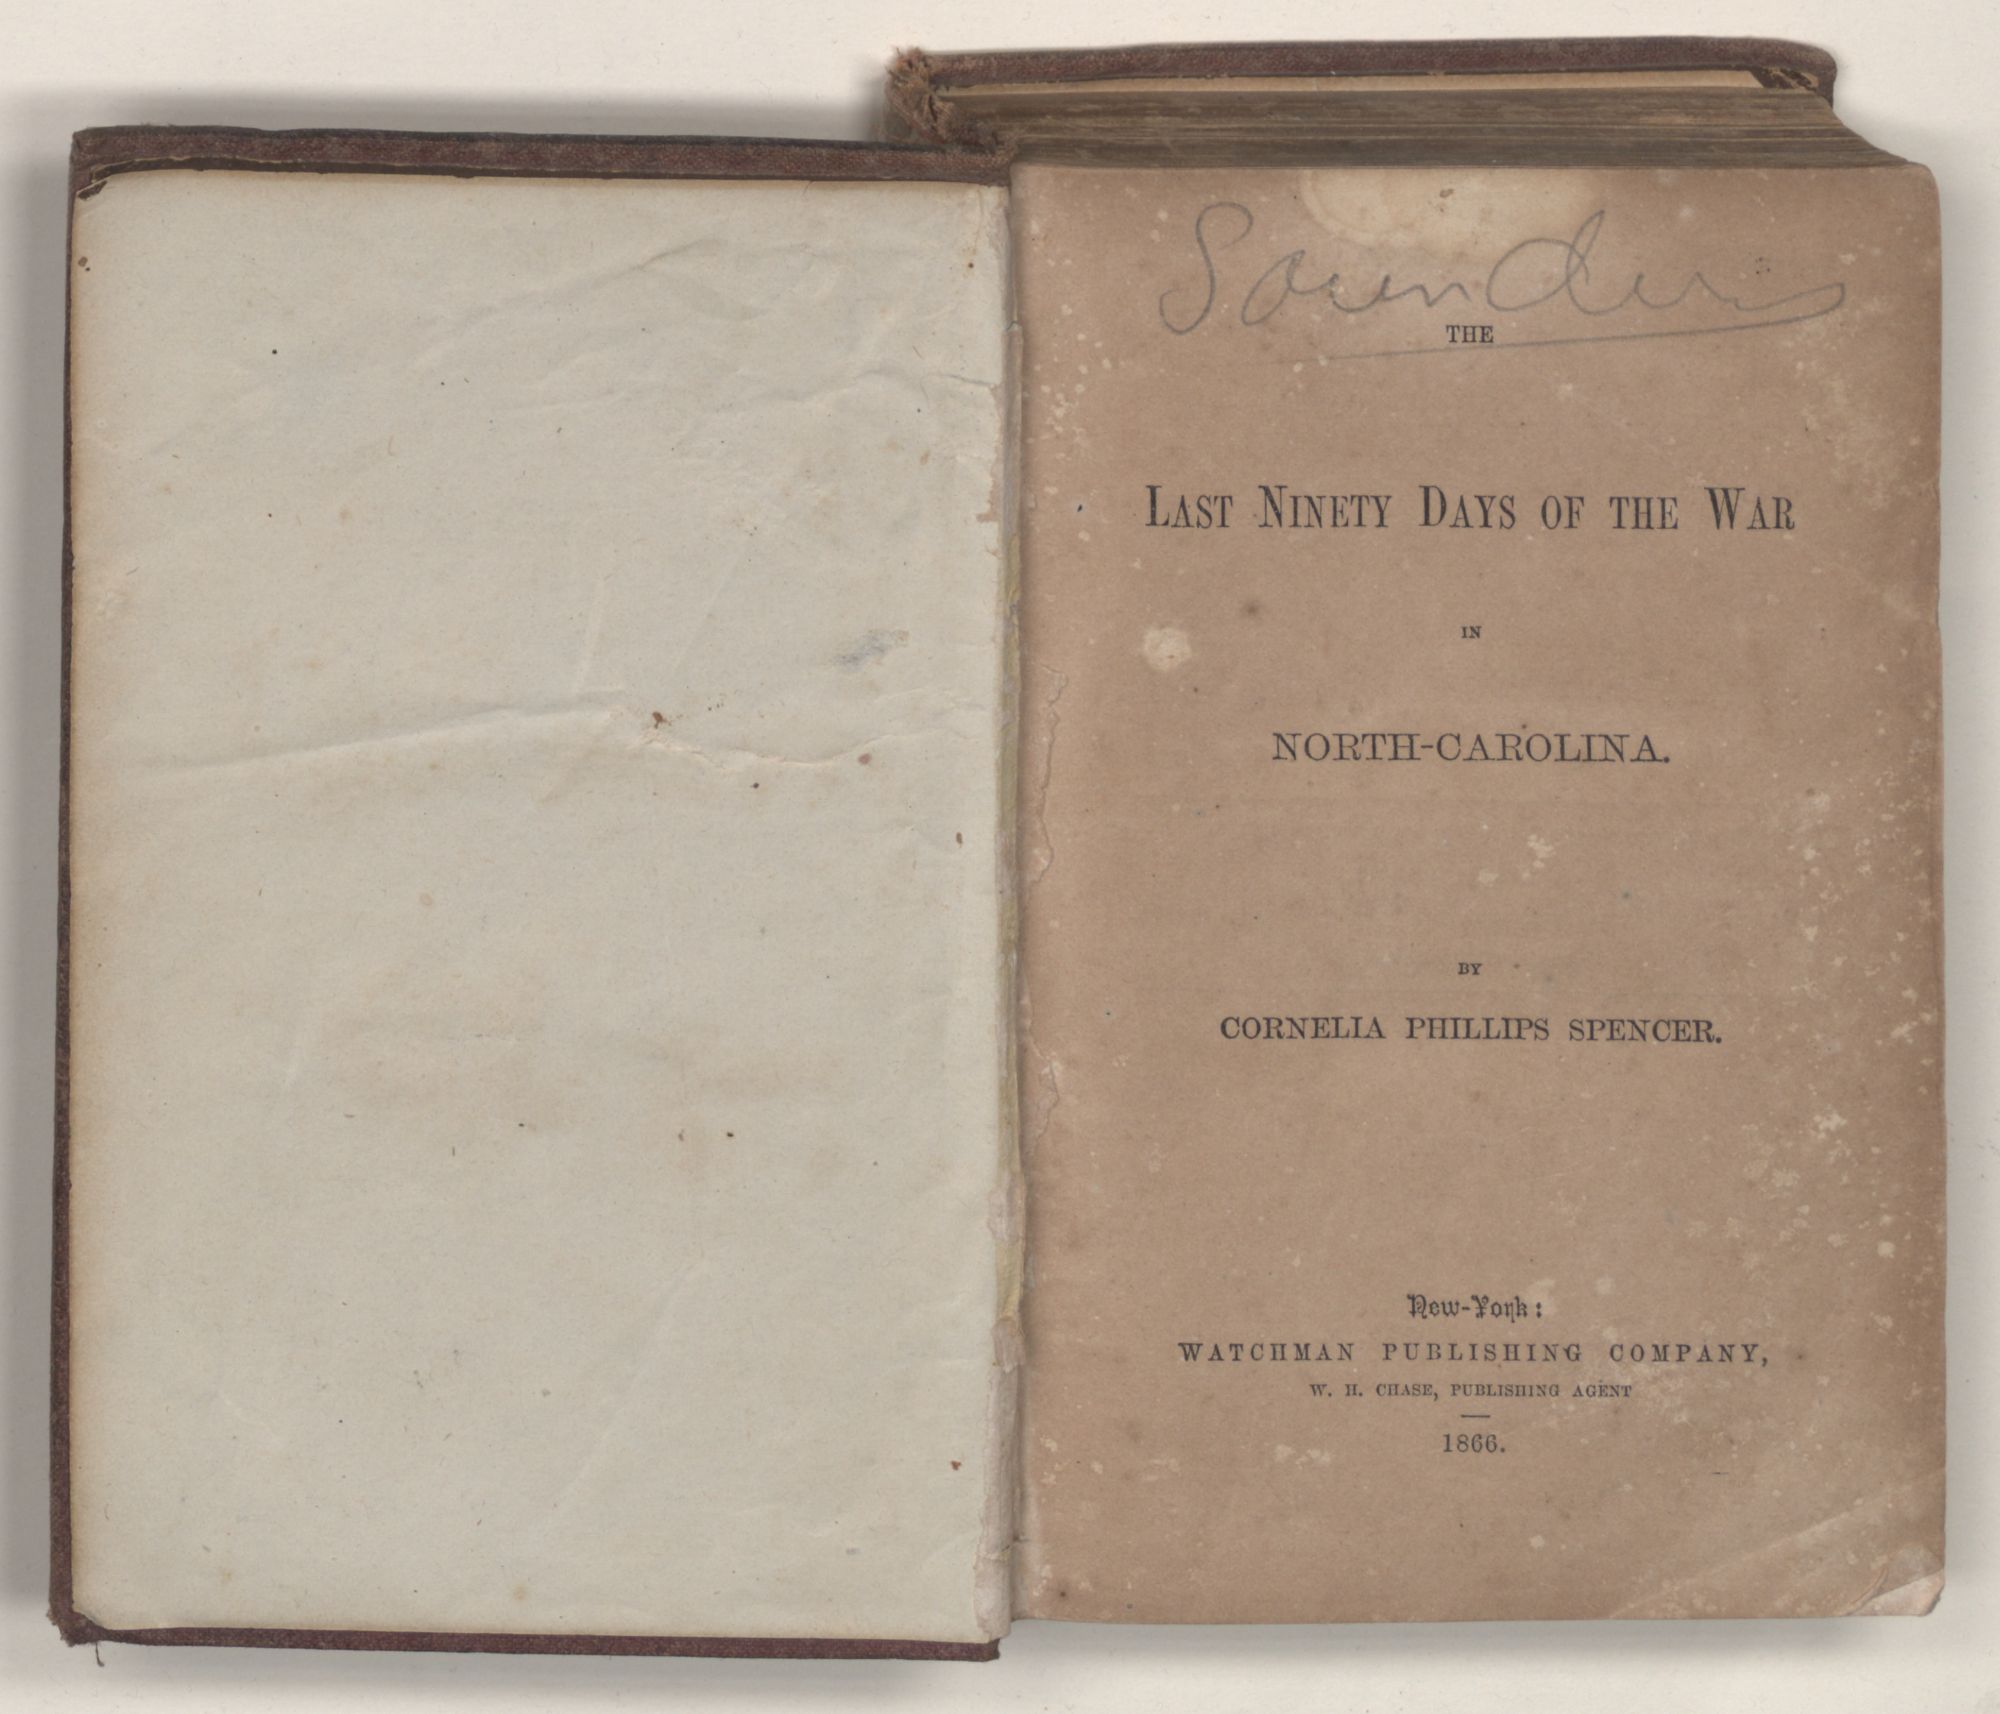 Saunders
THE
LAST NINETY DAYS OF THE WAR
IN
NORTH-CAROLINA.
BY
CORNELIA PHILLIPS SPENCER.
New-York:
WATCHMAN PUBLISHING COMPANY,
W. H. CHASE, PUBLISHING AGENT
1866.